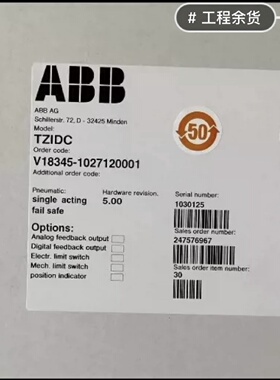 # 工程余货
ABB
ABB AG
Schillerstr. 72, D - 32425 Minden
Model:
TZIDC
Order code:
V18345-1027120001
Additional order code:
50
Pneumatic:
single acting
fail safe
Hardware revision.
5.00
Serial number:
1030125
Sales order number:
247576967
Sales order item number:
30
Options:
Analog feedback output
Digital feedback output
Electr. limit switch
Mech. limit switch
position indicator